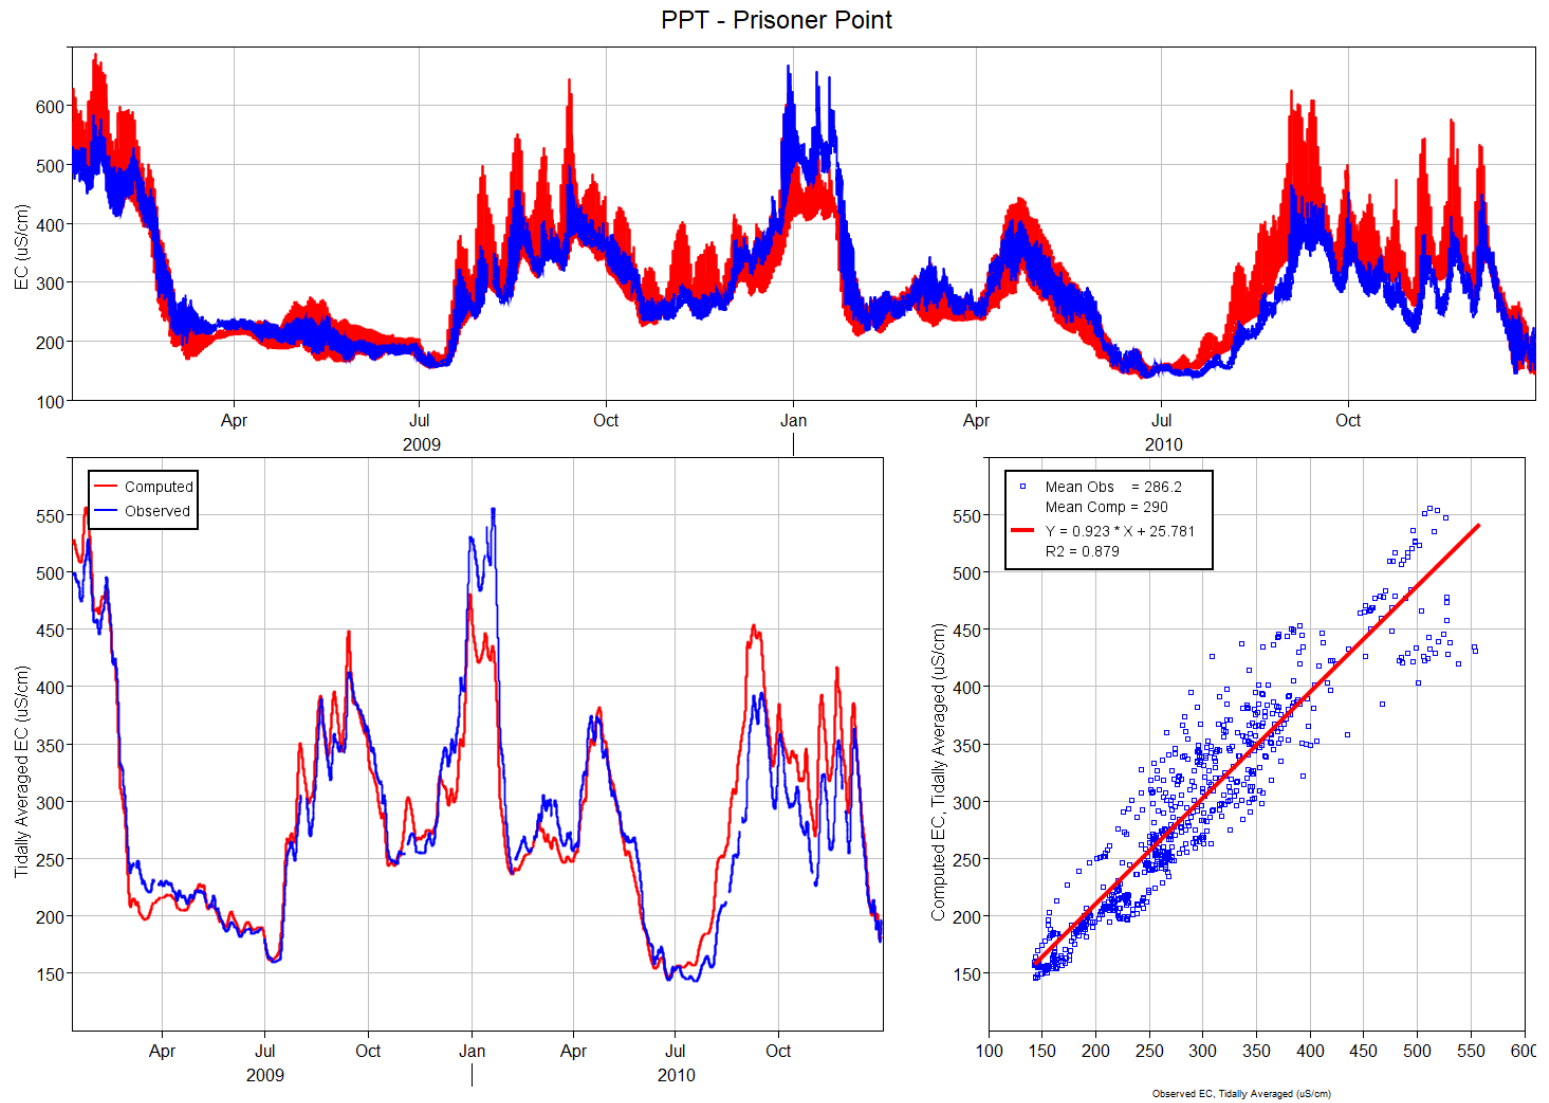 PPT - Prisoner Point
EC (uS/cm)
600
500
400
300
200
100
Apr
Jul
Oct
Jan
Apr
Jul
Oct
2009
2010
Tidally Averaged EC (uS/cm)
Computed
Observed
550
500
450
400
350
300
250
200
150
Apr
Jul
Oct
Jan
Apr
Jul
Oct
2009
2010
Computed EC, Tidally Averaged (uS/cm)
Mean Obs = 286.2
Mean Comp = 290
Y = 0.923 * X + 25.781
R2 = 0.879
550
500
450
400
350
300
250
200
150
100
150
200
250
300
350
400
450
500
550
600
Observed EC, Tidally Averaged (uS/cm)